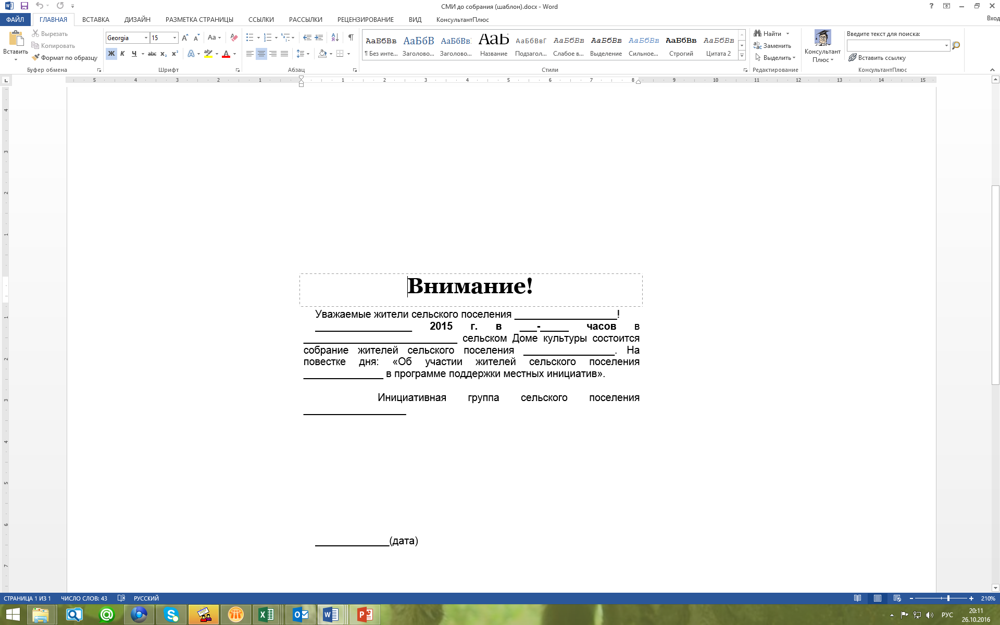 СМИ до собрания (шаблон).docx - Word
ФАЙЛ ГЛАВНАЯ ВСТАВКА ДИЗАЙН РАЗМЕТКА СТРАНИЦЫ ССЫЛКИ РАССЫЛКИ РЕЦЕНЗИРОВАНИЕ ВИД КонсультантПлюс Вход
Вставить
Вырезать
Копировать
Формат по образцу
Буфер обмена
Georgia 15
Шрифт
Абзац
АаБбВв АаБбВ АаБбВв АаБ АаБбВвГ АаБбВв АаБбВв АаБбВв АаБбВв АаБбВв
¶ Без инте... Заголово... Заголово... Название Подзагол... Слабое в... Выделение Сильное... Строгий Цитата 2
Стили
Найти
Заменить
Выделить
Редактирование
Консультант
Плюс
Введите текст для поиска:
Вставить ссылку
КонсультантПлюс
5 4 3 2 1 1 2 3 4 5 6 7 8 9 10 11 12 13 14 15
Внимание!
Уважаемые жители сельского поселения __________________!
_________________ 2015 г. в ___-_____ часов в
___________________________ сельском Доме культуры состоится
собрание жителей сельского поселения ________________. На
повестке дня: «Об участии жителей сельского поселения
______________ в программе поддержки местных инициатив».
Инициативная группа сельского поселения
__________________
_____________(дата)
СТРАНИЦА 1 ИЗ 1 ЧИСЛО СЛОВ: 43 РУССКИЙ 210%
РУС
20:11
26.10.2016